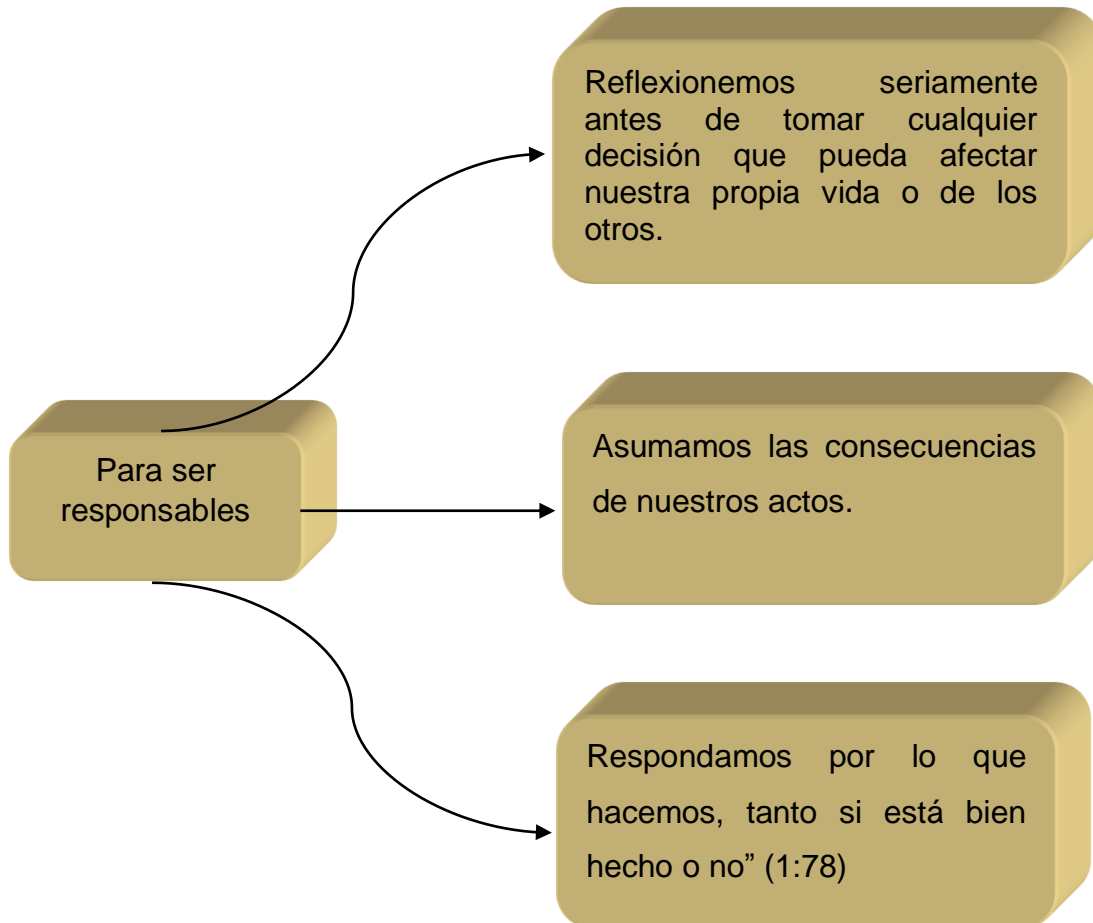 Reflexionemos seriamente
antes de tomar cualquier
decisión que pueda afectar
nuestra propia vida o de los
otros.
Para ser
responsables
Asumamos las consecuencias
de nuestros actos.
Respondamos por lo que
hacemos, tanto si está bien
hecho o no” (1:78)